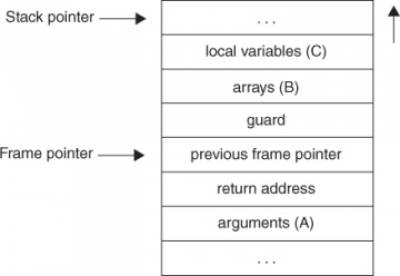 Stack pointer
. . .
local variables (C)
arrays (B)
guard
Frame pointer
previous frame pointer
return address
arguments (A)
. . .